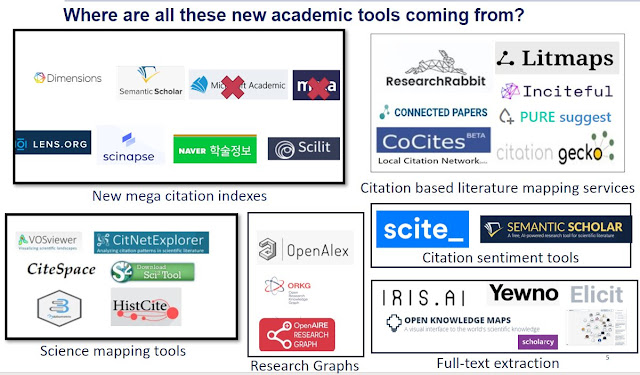 Where are all these new academic tools coming from?
Dimensions
SEMANTIC SCHOLAR
Microsoft Academic
LENS.ORG
scinapse
NAVER 학술정보
Scilit
New mega citation indexes
ResearchRabbit
Litmaps
Inciteful
CONNECTED PAPERS
PURE suggest
CoCites BETA
Local Citation Network....
citation gecko
Citation based literature mapping services
VOSviewer
Visualizing scientific landscapes
CitNetExplorer
Analyzing citation patterns in scientific literature
CiteSpace
DOWNLOAD
Sci² Tool
HistCite
Science mapping tools
OpenAlex
ORKG
Open
Research
Knowledge
Graph
OpenAIRE
RESEARCH
GRAPH
Research Graphs
scite_
SEMANTIC SCHOLAR
A free, AI-powered research tool for scientific literature
Citation sentiment tools
IRIS.AI
Yewno
Elicit
OPEN KNOWLEDGE MAPS
A visual interface to the world's scientific knowledge
scholarcy
Full-text extraction
5